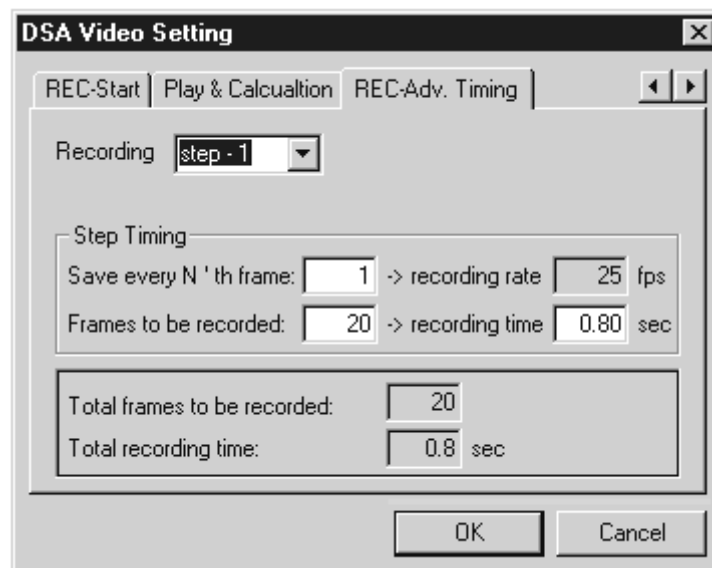 DSA Video Setting
REC-Start Play & Calcualtion REC-Adv. Timing
Recording step - 1
Step Timing
Save every N ' th frame: 1 -> recording rate 25 fps
Frames to be recorded: 20 -> recording time 0.80 sec
Total frames to be recorded: 20
Total recording time: 0.8 sec
OK Cancel